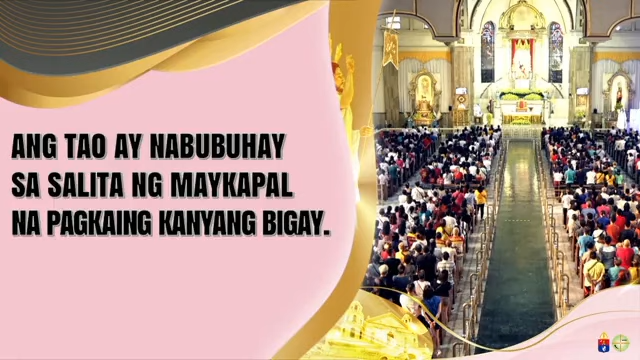 ANG TAO AY NABUBUHAY
SA SALITA NG MAYKAPAL
NA PAGKAING KANYANG BIGAY.